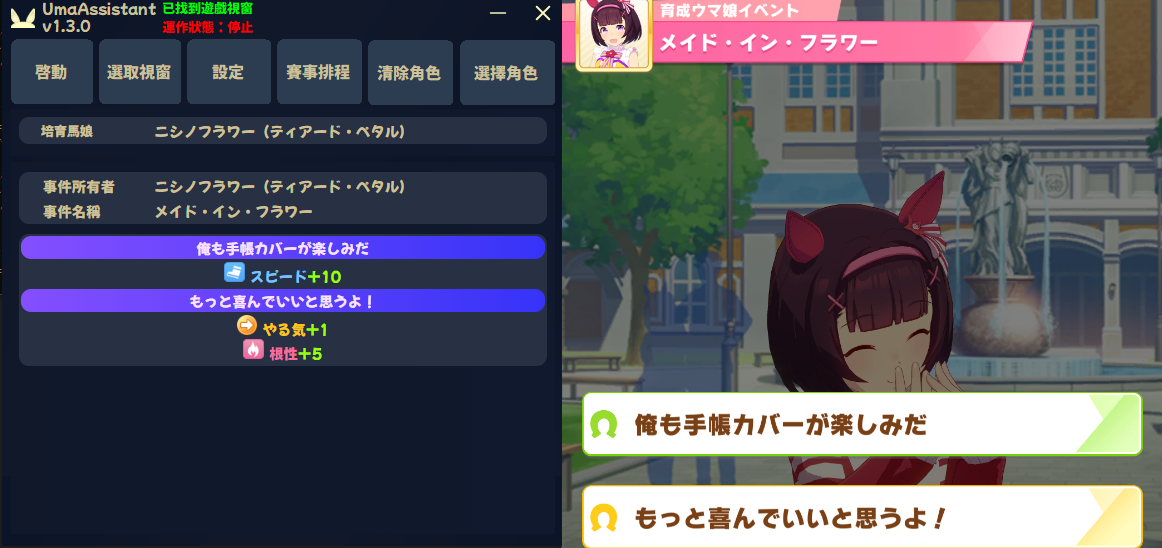 UmaAssistant
v1.3.0
已找到遊戲視窗
運作狀態：停止
啓動
選取視窗
設定
賽事排程
清除角色
選擇角色
培育馬娘
ニシノフラワー（ティアード・ペタル）
事件所有者
ニシノフラワー（ティアード・ペタル）
事件名稱
メイド・イン・フラワー
俺も手帳カバーが楽しみだ
スピード+10
もっと喜んでいいと思うよ！
やる気+1
根性+5
育成ウマ娘イベント
メイド・イン・フラワー
俺も手帳カバーが楽しみだ
もっと喜んでいいと思うよ！